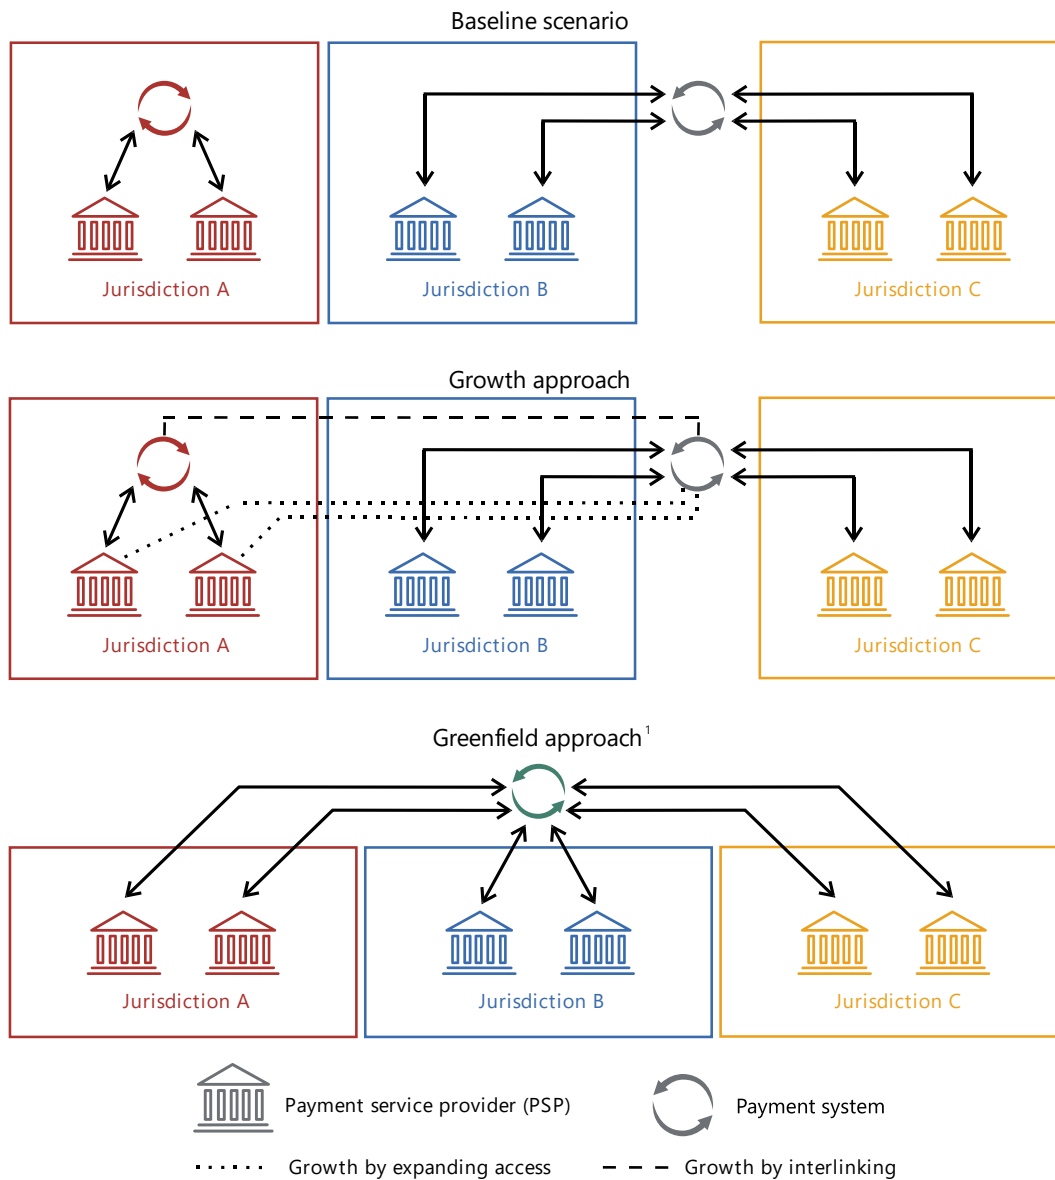 Baseline scenario
Jurisdiction A
Jurisdiction B
Jurisdiction C
Growth approach
Jurisdiction A
Jurisdiction B
Jurisdiction C
Greenfield approach¹
Jurisdiction A
Jurisdiction B
Jurisdiction C
Payment service provider (PSP)
Payment system
Growth by expanding access
Growth by interlinking